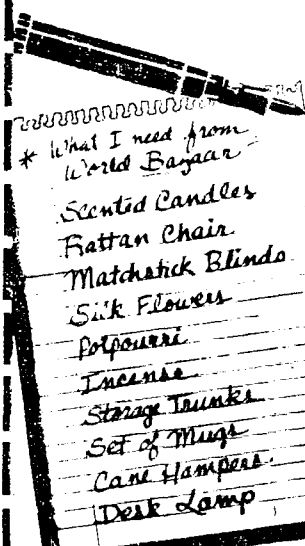 * What I need from
World Bazaar
Scented Candles
Rattan Chair
Matchstick Blinds
Silk Flowers
Potpourri
Incense
Storage Trunks
Set of Mugs
Cane Hampers
Desk Lamp